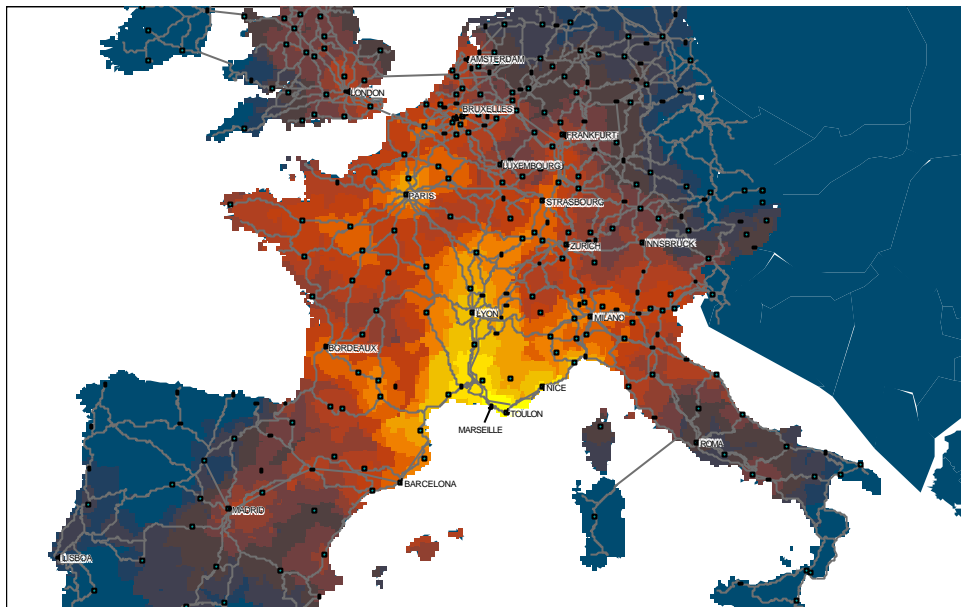 AMSTERDAM
LONDON
BRUXELLES
FRANKFURT
LUXEMBOURG
PARIS
STRASBOURG
ZURICH
INNSBRUCK
LYON
MILANO
BORDEAUX
NICE
TOULON
MARSEILLE
ROMA
BARCELONA
MADRID
LISBOA